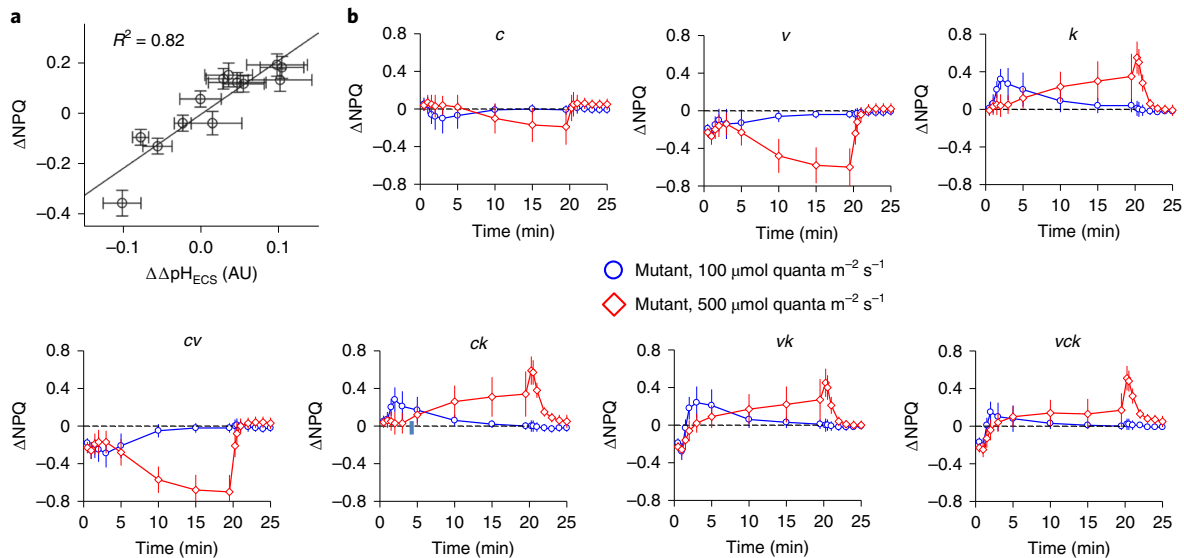 a
R² = 0.82
ΔNPQ
0.2
0
−0.2
−0.4
−0.1
0.0
0.1
ΔΔpH_ECS (AU)
b
c
ΔNPQ
0.8
0.4
0
−0.4
−0.8
0 5 10 15 20 25
Time (min)
v
ΔNPQ
0.8
0.4
0
−0.4
−0.8
0 5 10 15 20 25
Time (min)
k
ΔNPQ
0.8
0.4
0
−0.4
−0.8
0 5 10 15 20 25
Time (min)
Mutant, 100 μmol quanta m⁻² s⁻¹
Mutant, 500 μmol quanta m⁻² s⁻¹
cv
ΔNPQ
0.8
0.4
0
−0.4
−0.8
0 5 10 15 20 25
Time (min)
ck
ΔNPQ
0.8
0.4
0
−0.4
−0.8
0 5 10 15 20 25
Time (min)
vk
ΔNPQ
0.8
0.4
0
−0.4
−0.8
0 5 10 15 20 25
Time (min)
vck
ΔNPQ
0.8
0.4
0
−0.4
−0.8
0 5 10 15 20 25
Time (min)